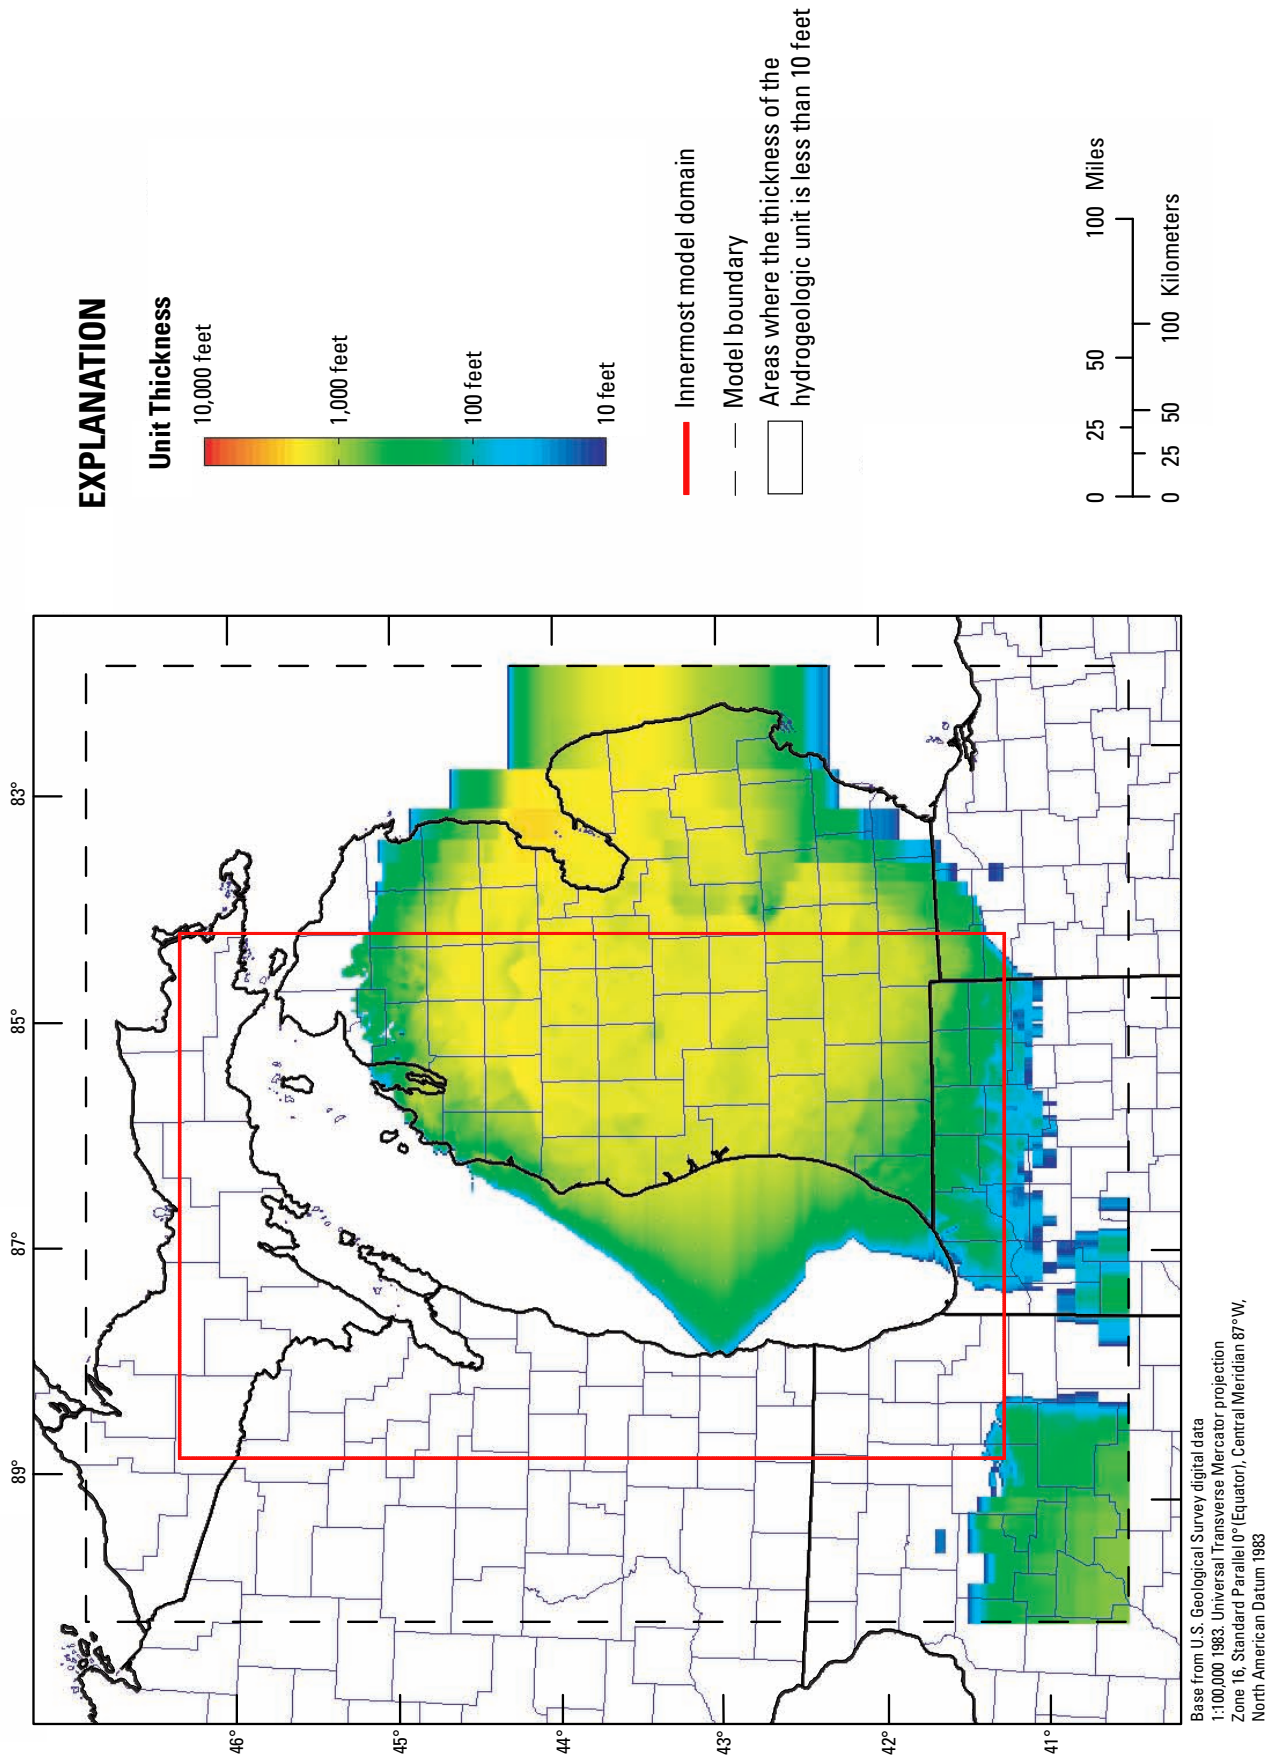 EXPLANATION
Unit Thickness
10,000 feet
1,000 feet
100 feet
10 feet
Innermost model domain
Model boundary
Areas where the thickness of the
hydrogeologic unit is less than 10 feet
0 25 50 100 Miles
0 25 50 100 Kilometers
89°
87°
85°
83°
46°
45°
44°
43°
42°
41°
Base from U.S. Geological Survey digital data
1:100,000 1983. Universal Transverse Mercator projection
Zone 16, Standard Parallel 0° (Equator), Central Meridian 87° W,
North American Datum 1983